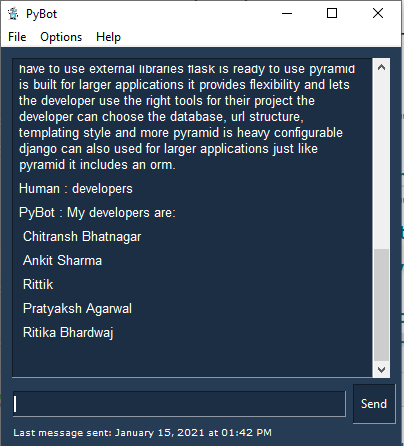 PyBot
File Options Help
have to use external libraries flask is ready to use pyramid
is built for larger applications it provides flexibility and lets
the developer use the right tools for their project the
developer can choose the database, url structure,
templating style and more pyramid is heavy configurable
django can also used for larger applications just like
pyramid it includes an orm.
Human : developers
PyBot : My developers are:
Chitransh Bhatnagar
Ankit Sharma
Rittik
Pratyaksh Agarwal
Ritika Bhardwaj
Send
Last message sent: January 15, 2021 at 01:42 PM